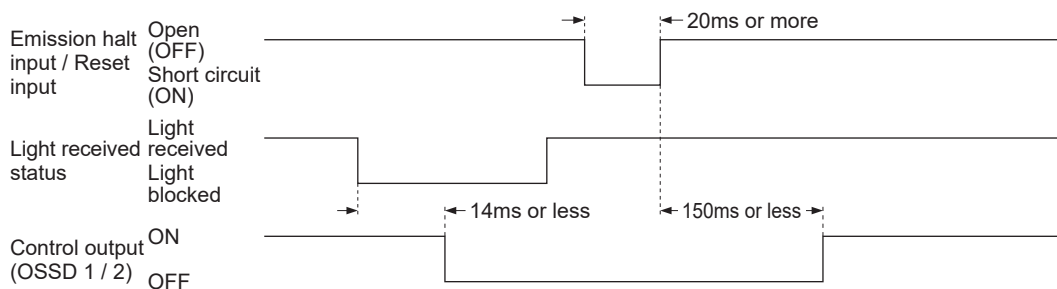 20ms or more
Emission halt
input / Reset
input
Open
(OFF)
Short circuit
(ON)
Light received
status
Light
received
Light
blocked
14ms or less
150ms or less
Control output
(OSSD 1 / 2)
ON
OFF